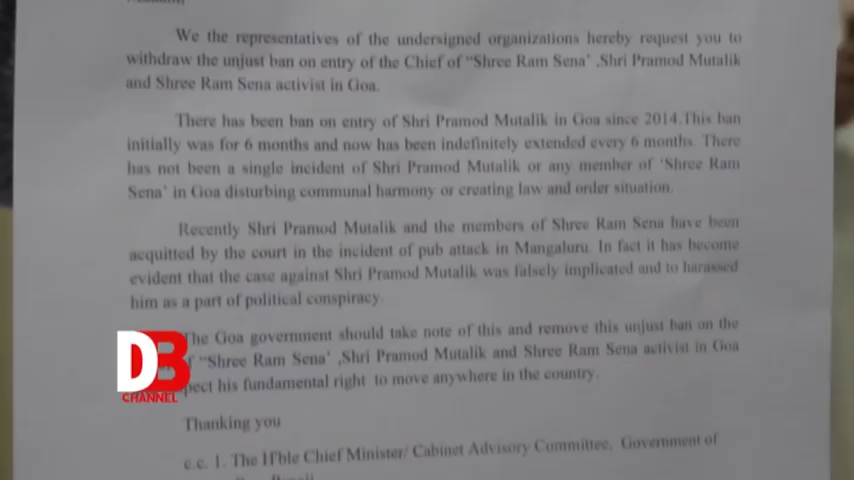 We the representatives of the undersigned organizations hereby request you to
withdraw the unjust ban on entry of the Chief of "Shree Ram Sena' ,Shri Pramod Mutalik
and Shree Ram Sena activist in Goa.
There has been ban on entry of Shri Pramod Mutalik in Goa since 2014.This ban
initially was for 6 months and now has been indefinitely extended every 6 months. There
has not been a single incident of Shri Pramod Mutalik or any member of 'Shree Ram
Sena' in Goa disturbing communal harmony or creating law and order situation.
Recently Shri Pramod Mutalik and the members of Shree Ram Sena have been
acquitted by the court in the incident of pub attack in Mangaluru. In fact it has become
evident that the case against Shri Pramod Mutalik was falsely implicated and to harassed
him as a part of political conspiracy.
The Goa government should take note of this and remove this unjust ban on the
"Shree Ram Sena' ,Shri Pramod Mutalik and Shree Ram Sena activist in Goa
pect his fundamental right to move anywhere in the country.
DB
CHANNEL
Thanking you
c.c. 1. The H'ble Chief Minister/ Cabinet Advisory Committee, Government of